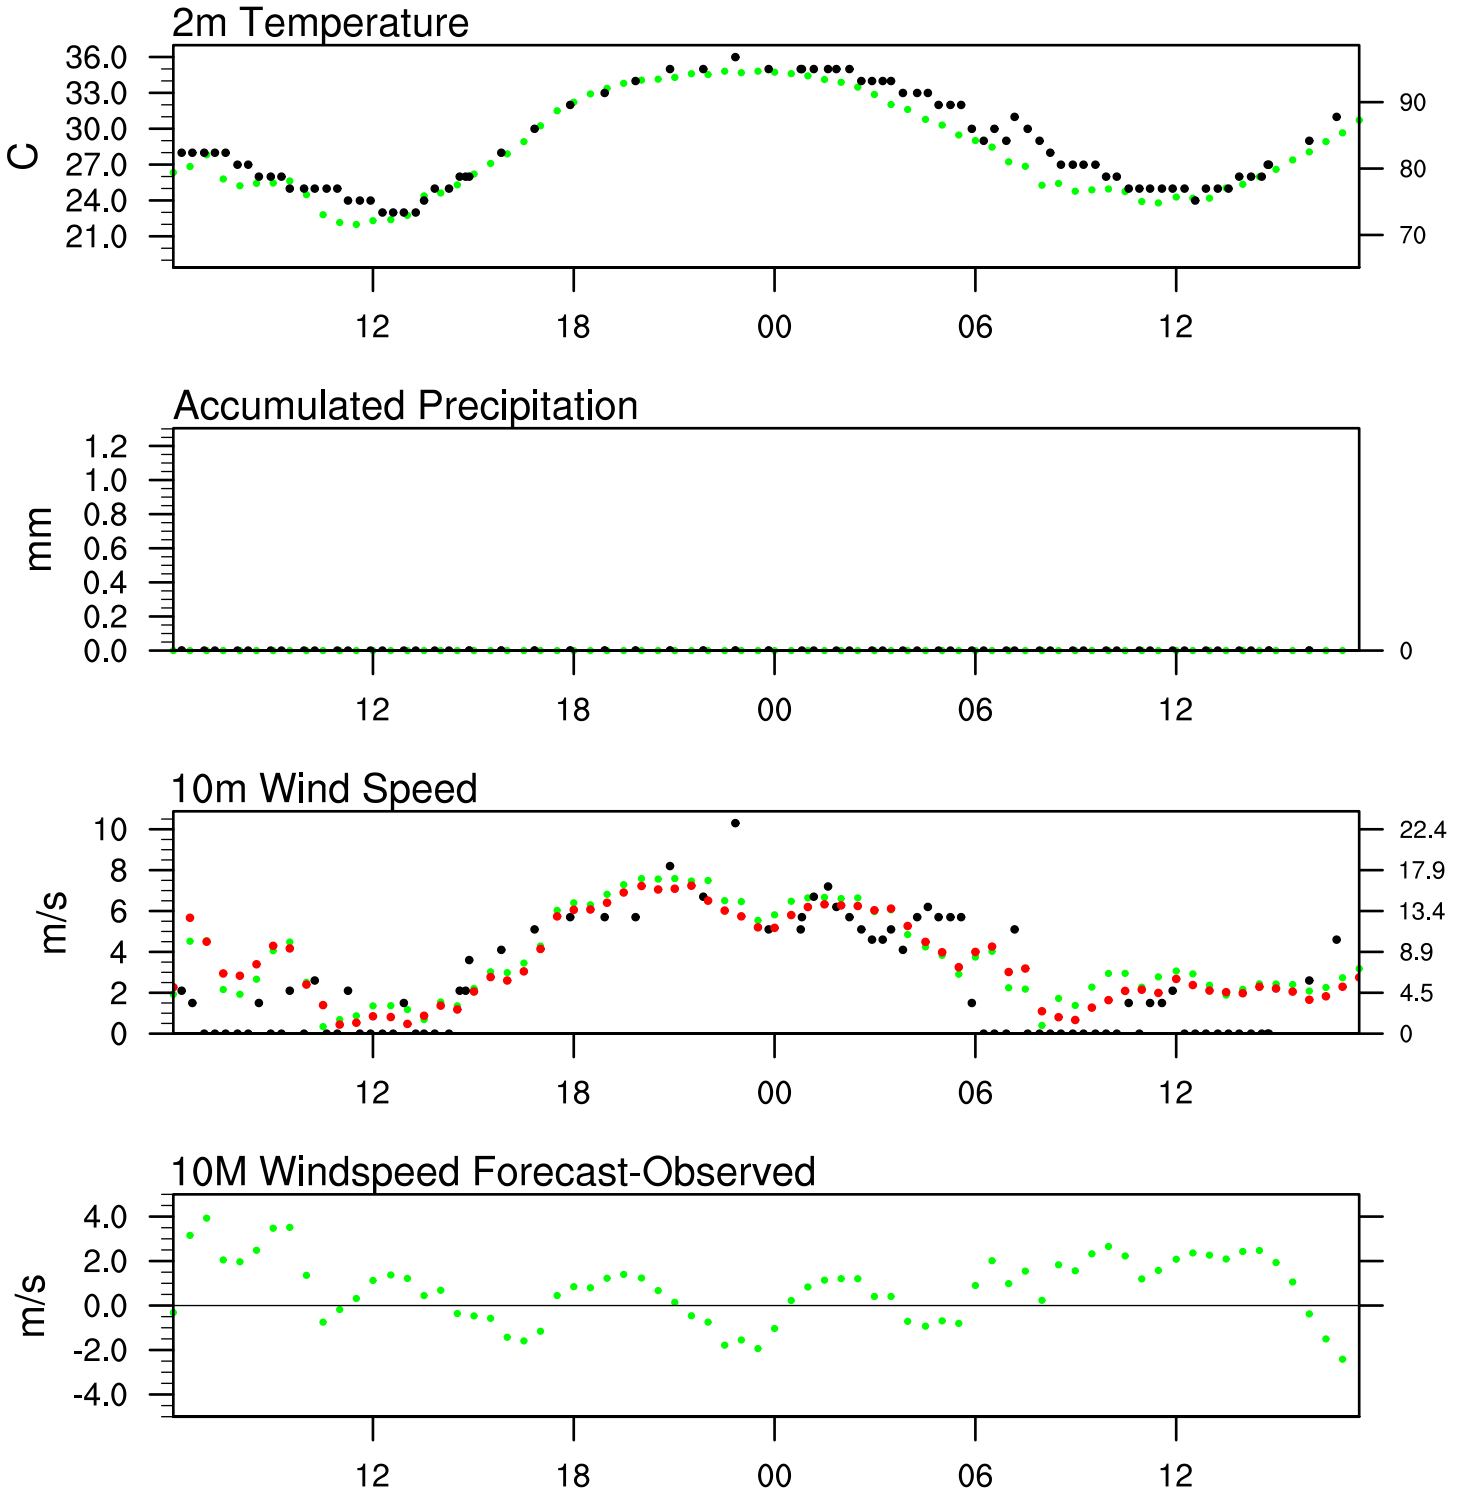 2m Temperature
36.0
33.0
30.0
27.0
24.0
21.0
C
90
80
70
12 18 00 06 12
Accumulated Precipitation
1.2
1.0
0.8
0.6
0.4
0.2
0.0
mm
0
12 18 00 06 12
10m Wind Speed
10
8
6
4
2
0
m/s
22.4
17.9
13.4
8.9
4.5
0
12 18 00 06 12
10M Windspeed Forecast-Observed
4.0
2.0
0.0
-2.0
-4.0
m/s
12 18 00 06 12